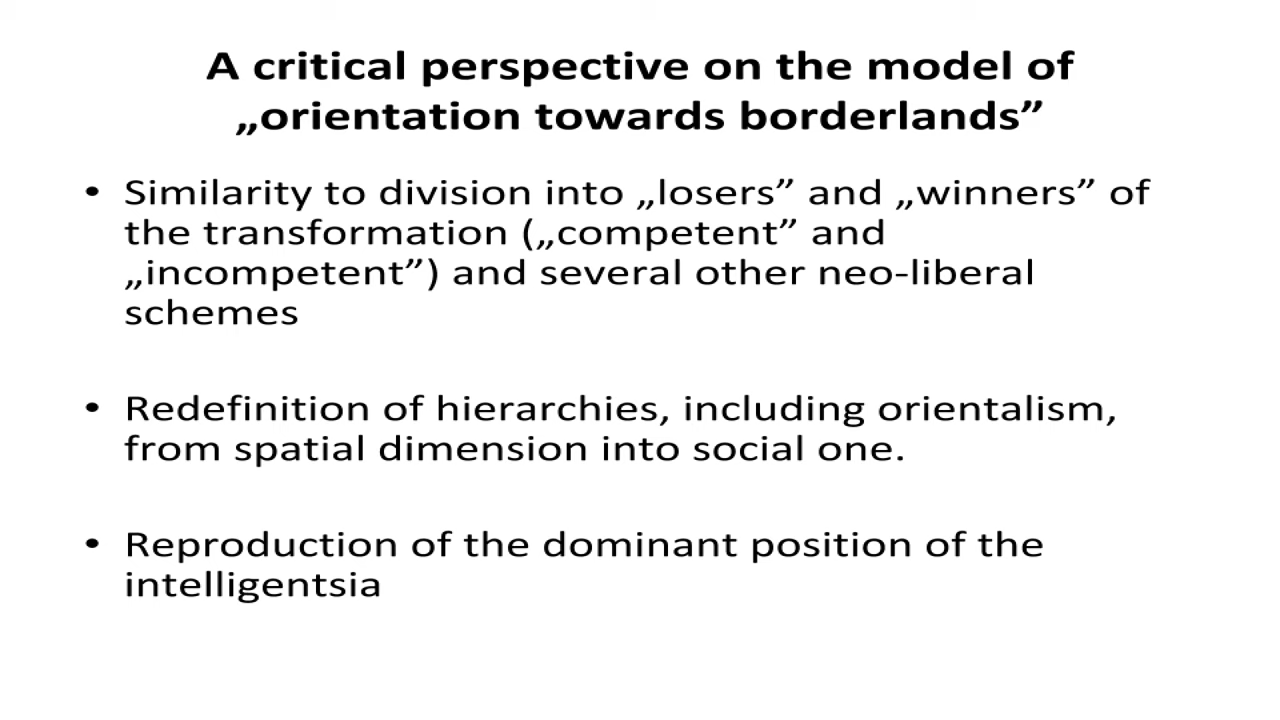 A critical perspective on the model of
„orientation towards borderlands”
• Similarity to division into „losers” and „winners” of
the transformation („competent” and
„incompetent”) and several other neo-liberal
schemes
• Redefinition of hierarchies, including orientalism,
from spatial dimension into social one.
• Reproduction of the dominant position of the
intelligentsia